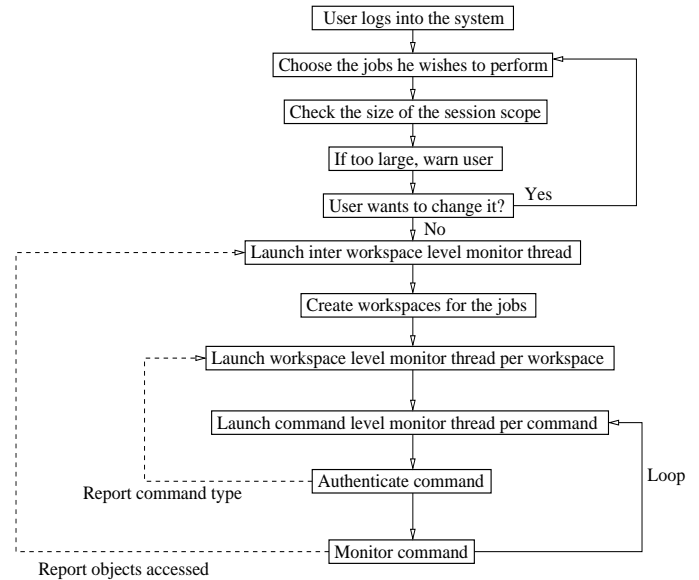 User logs into the system
Choose the jobs he wishes to perform
Check the size of the session scope
If too large, warn user
Yes
User wants to change it?
No
Launch inter workspace level monitor thread
Create workspaces for the jobs
Launch workspace level monitor thread per workspace
Launch command level monitor thread per command
Loop
Authenticate command
Report command type
Monitor command
Report objects accessed